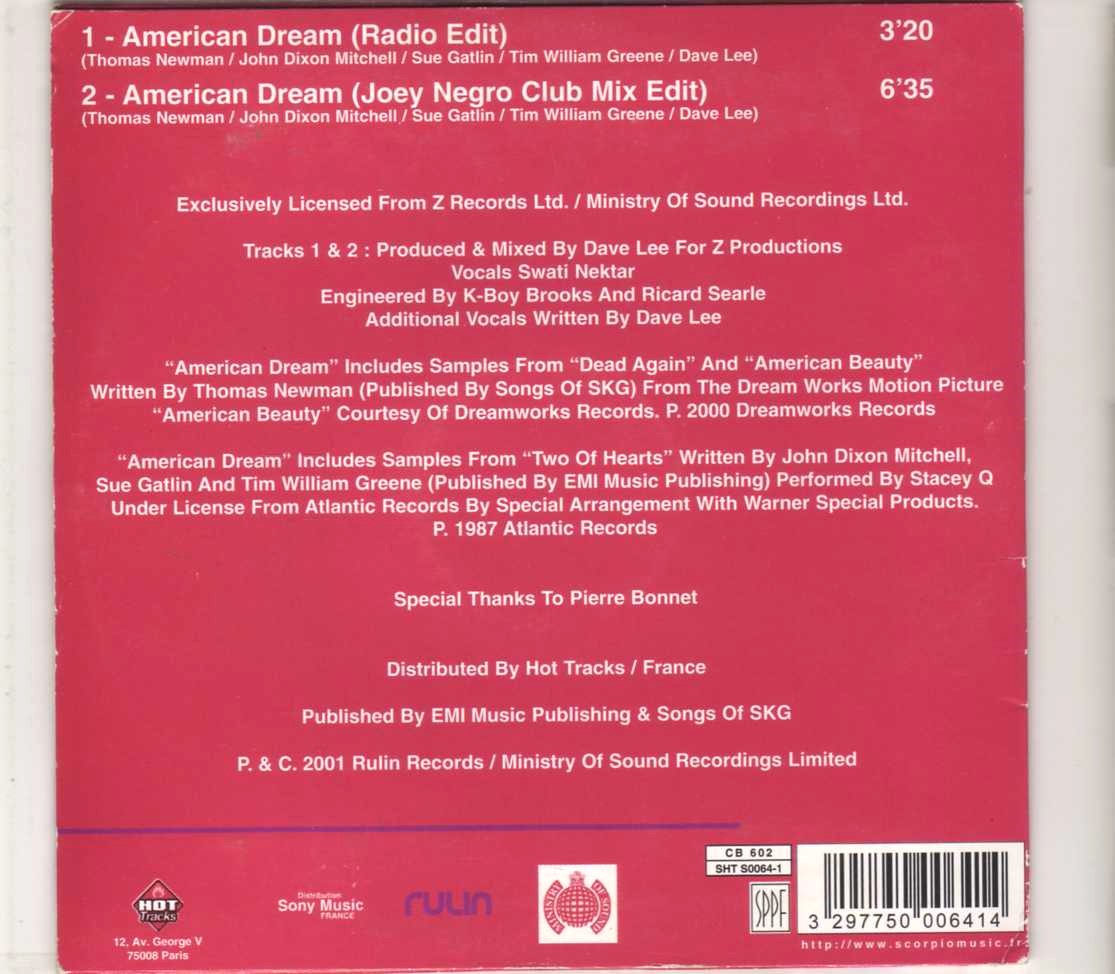 1 - American Dream (Radio Edit) 3'20
(Thomas Newman / John Dixon Mitchell / Sue Gatlin / Tim William Greene / Dave Lee)
2 - American Dream (Joey Negro Club Mix Edit) 6'35
(Thomas Newman / John Dixon Mitchell / Sue Gatlin / Tim William Greene / Dave Lee)
Exclusively Licensed From Z Records Ltd. / Ministry Of Sound Recordings Ltd.
Tracks 1 & 2 : Produced & Mixed By Dave Lee For Z Productions
Vocals Swati Nektar
Engineered By K-Boy Brooks And Ricard Searle
Additional Vocals Written By Dave Lee
“American Dream” Includes Samples From “Dead Again” And “American Beauty”
Written By Thomas Newman (Published By Songs Of SKG) From The Dream Works Motion Picture
“American Beauty” Courtesy Of Dreamworks Records. P. 2000 Dreamworks Records
“American Dream” Includes Samples From “Two Of Hearts” Written By John Dixon Mitchell,
Sue Gatlin And Tim William Greene (Published By EMI Music Publishing) Performed By Stacey Q
Under License From Atlantic Records By Special Arrangement With Warner Special Products.
P. 1987 Atlantic Records
Special Thanks To Pierre Bonnet
Distributed By Hot Tracks / France
Published By EMI Music Publishing & Songs Of SKG
P. & C. 2001 Rulin Records / Ministry Of Sound Recordings Limited
HOT
Tracks
12, Av. George V
75008 Paris
Distribution
Sony Music
FRANCE
rulin
MINISTRY OF SOUND
CB 602
SHT S0064-1
SPPF
3 297750 006414
http://www.scorpiomusic.fr